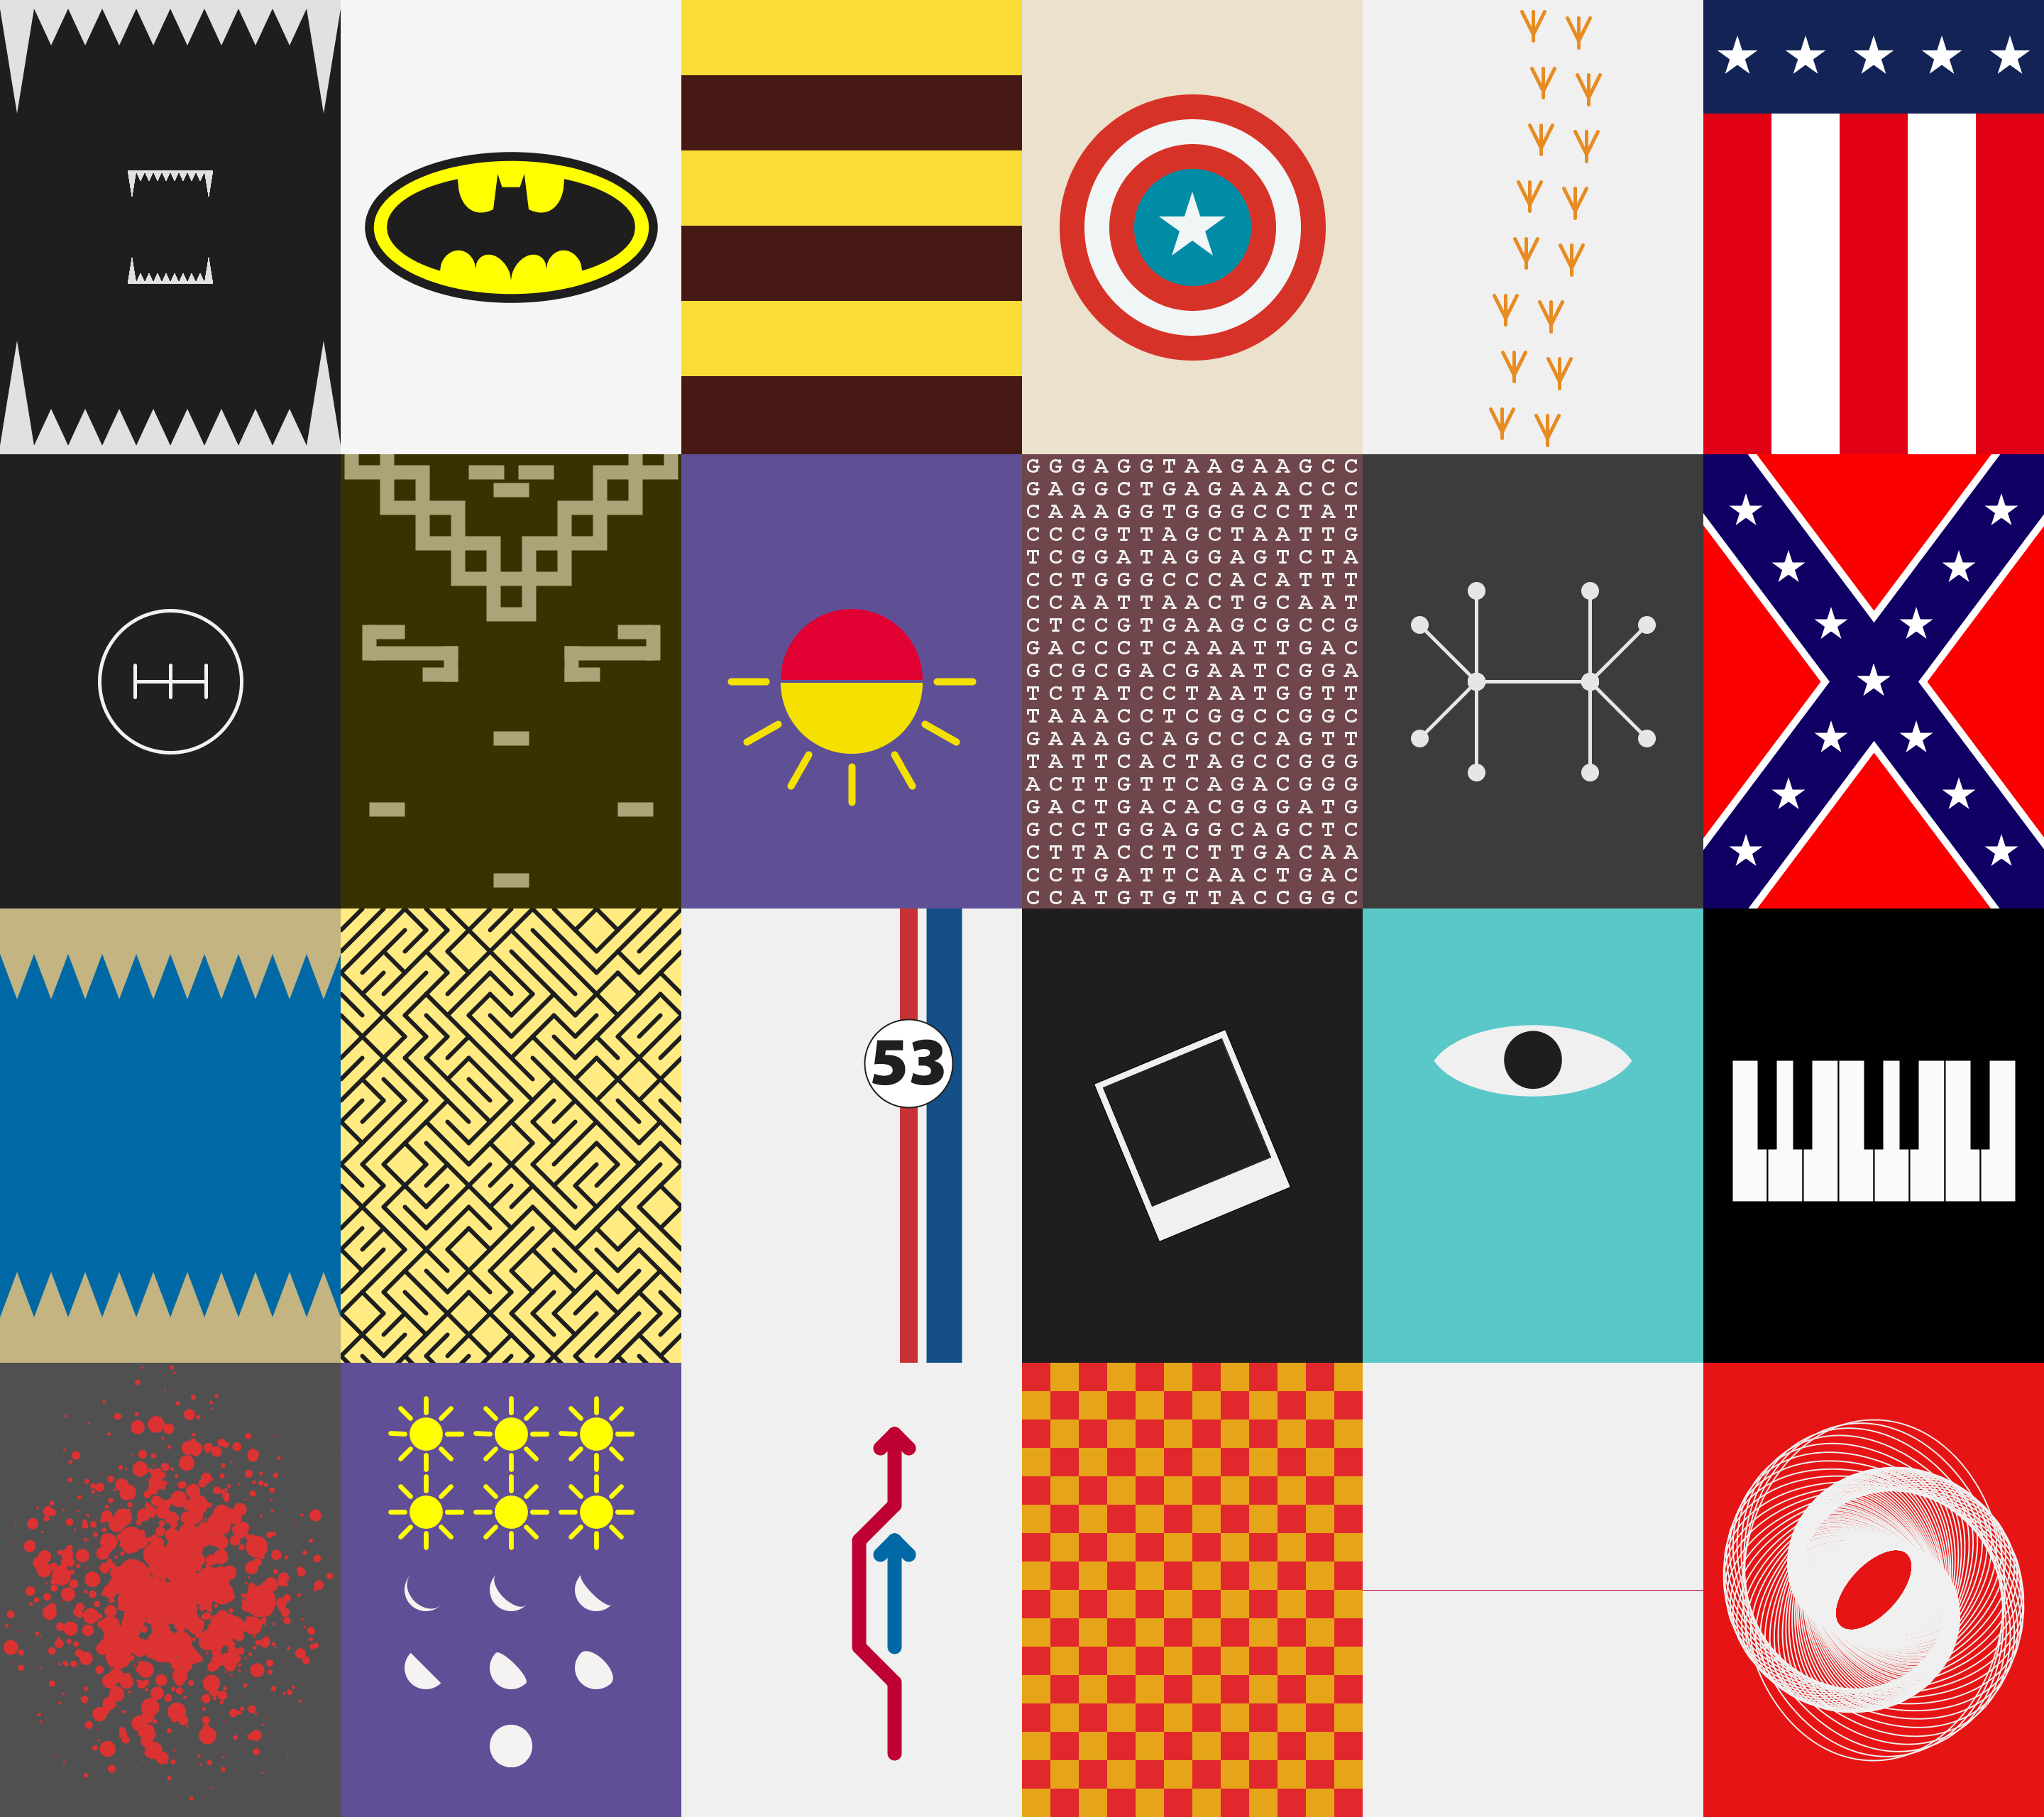 G G G A G G T A A G A A G C C
G A G G C T G A G A A A C C C
C A A A G G T G G G C C T A T
C C C G T T A G C T A A T T G
T C G G A T A G G A G T C T A
C C T G G G C C C A C A T T T
C C A A T T A A C T G C A A T
C T C C G T G A A G C G C C G
G A C C C T C A A A T T G A C
G C G C G A C G A A T C G G A
T C T A T C C T A A T G G T T
T A A A C C T C G G C C G G C
G A A A G C A G C C C A G T T
T A T T C A C T A G C C G G G
A C T T G T T C A G A C G G G
G A C T G A C A C G G G A T G
G C C T G G A G G C A G C T C
C T T A C C T C T T G A C A A
C C T G A T T C A A C T G A C
C C A T G T G T T A C C G G C
53